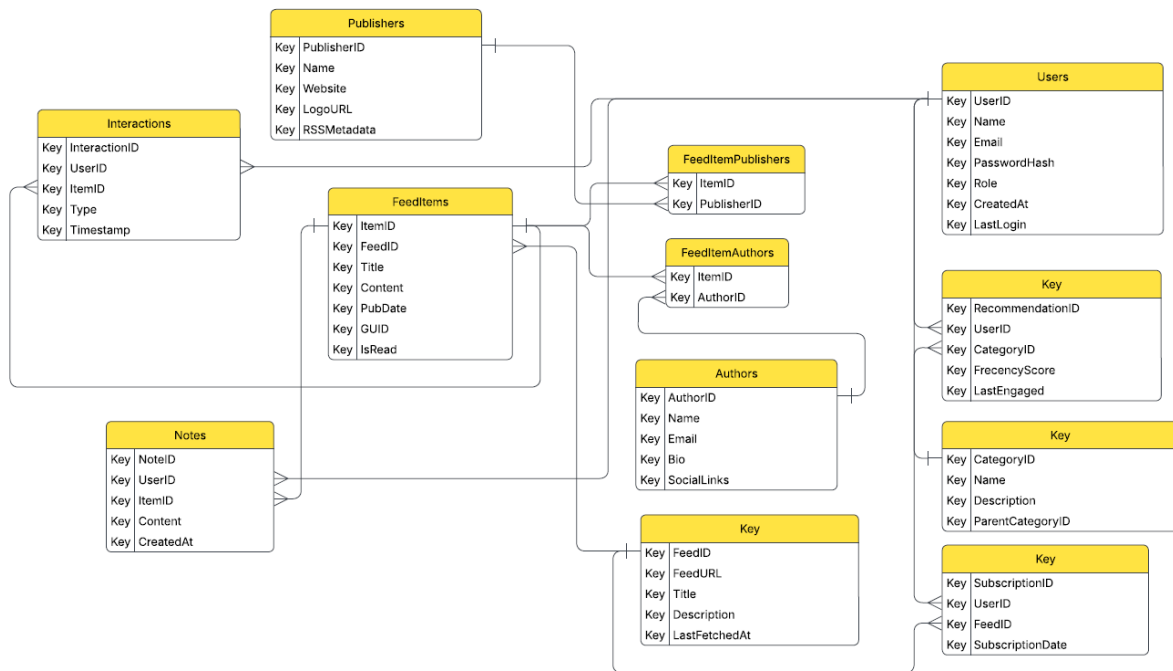 Publishers
Key PublisherID
Key Name
Key Website
Key LogoURL
Key RSSMetadata
Interactions
Key InteractionID
Key UserID
Key ItemID
Key Type
Key Timestamp
FeedItems
Key ItemID
Key FeedID
Key Title
Key Content
Key PubDate
Key GUID
Key IsRead
Notes
Key NoteID
Key UserID
Key ItemID
Key Content
Key CreatedAt
FeedItemPublishers
Key ItemID
Key PublisherID
FeedItemAuthors
Key ItemID
Key AuthorID
Authors
Key AuthorID
Key Name
Key Email
Key Bio
Key SocialLinks
Key
Key FeedID
Key FeedURL
Key Title
Key Description
Key LastFetchedAt
Users
Key UserID
Key Name
Key Email
Key PasswordHash
Key Role
Key CreatedAt
Key LastLogin
Key
Key RecommendationID
Key UserID
Key CategoryID
Key FrecencyScore
Key LastEngaged
Key
Key CategoryID
Key Name
Key Description
Key ParentCategoryID
Key
Key SubscriptionID
Key UserID
Key FeedID
Key SubscriptionDate